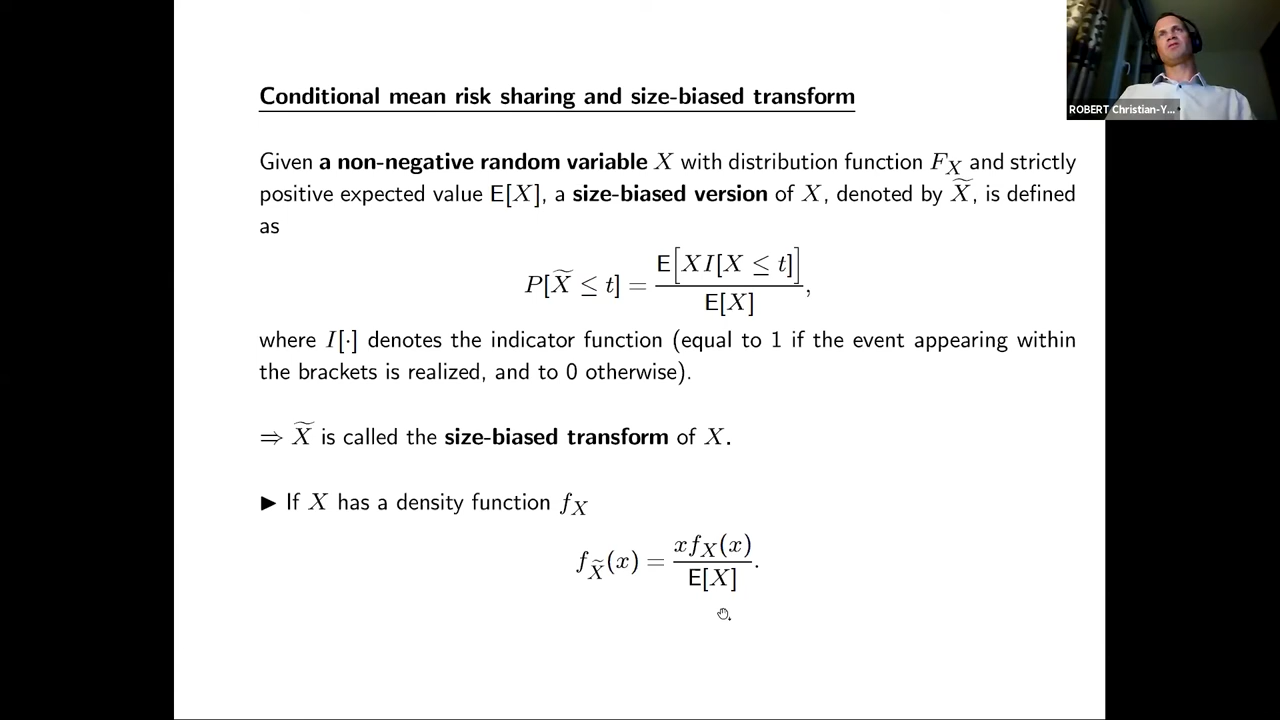 Conditional mean risk sharing and size-biased transform
ROBERT Christian-Y...
Given a non-negative random variable X with distribution function F_X and strictly
positive expected value E[X], a size-biased version of X, denoted by X̃, is defined
as
P[X̃ ≤ t] = E[XI[X ≤ t]] / E[X],
where I[·] denotes the indicator function (equal to 1 if the event appearing within
the brackets is realized, and to 0 otherwise).
⇒ X̃ is called the size-biased transform of X.
▶ If X has a density function f_X
f_X̃(x) = xf_X(x) / E[X].